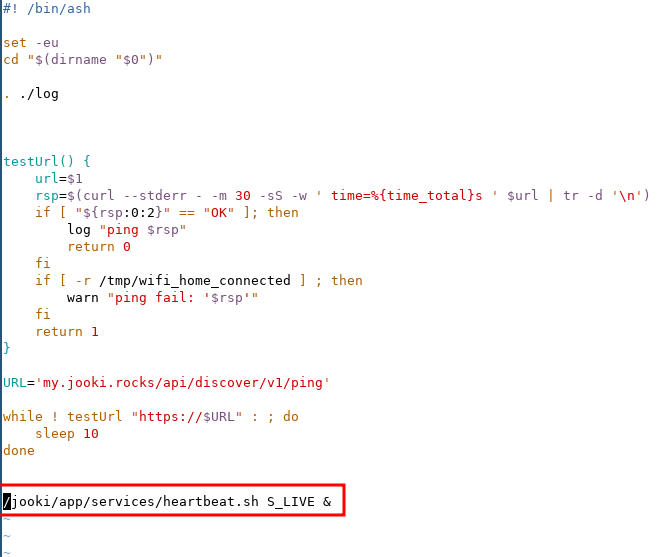 #! /bin/ash
set -eu
cd "$(dirname "$0")"
. ./log
testUrl() {
    url=$1
    rsp=$(curl --stderr - -m 30 -sS -w ' time=%{time_total}s ' $url | tr -d '\n')
    if [ "${rsp:0:2}" == "OK" ]; then
        log "ping $rsp"
        return 0
    fi
    if [ -r /tmp/wifi_home_connected ] ; then
        warn "ping fail: '$rsp'"
    fi
    return 1
}
URL='my.jooki.rocks/api/discover/v1/ping'
while ! testUrl "https://$URL" : ; do
    sleep 10
done
/jooki/app/services/heartbeat.sh S_LIVE &
~
~
~